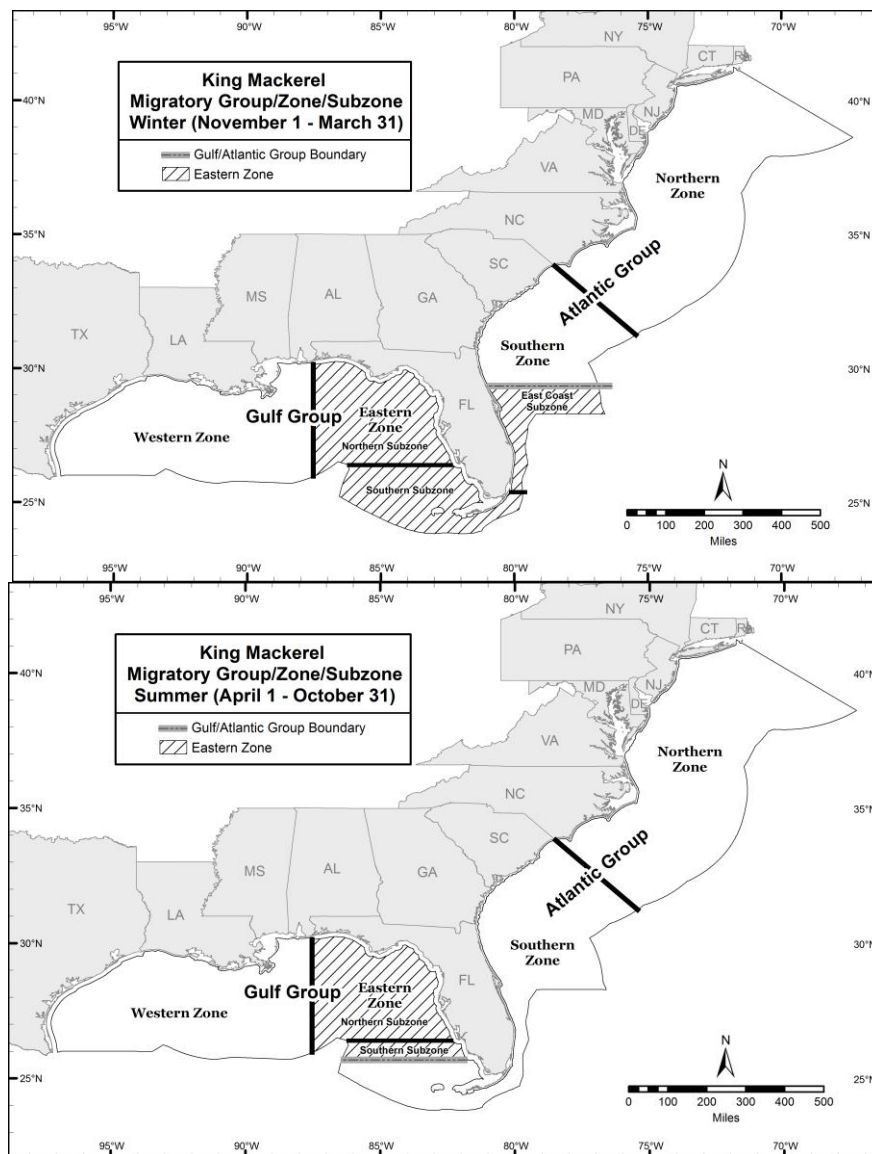 95°W 90°W 85°W 80°W 75°W 70°W
King Mackerel
Migratory Group/Zone/Subzone
Winter (November 1 - March 31)
Gulf/Atlantic Group Boundary
Eastern Zone
NY
CT
RI
PA
40°N
40°N
NJ
MD
DE
VA
Northern
Zone
NC
35°N
35°N
SC
Atlantic Group
MS
AL
GA
TX
LA
Southern
Zone
30°N
30°N
FL
East Coast
Subzone
Gulf Group
Eastern
Zone
Western Zone
Northern Subzone
Southern Subzone
N
25°N
25°N
0 50 100 200 300 400 500
Miles
95°W 90°W 85°W 80°W 75°W 70°W
King Mackerel
Migratory Group/Zone/Subzone
Summer (April 1 - October 31)
Gulf/Atlantic Group Boundary
Eastern Zone
NY
CT
RI
PA
40°N
40°N
NJ
MD
DE
VA
Northern
Zone
NC
35°N
35°N
SC
Atlantic Group
MS
AL
GA
TX
LA
Southern
Zone
30°N
30°N
FL
Gulf Group
Eastern
Zone
Western Zone
Northern Subzone
Southern Subzone
N
25°N
25°N
0 50 100 200 300 400 500
Miles
95°W 90°W 85°W 80°W 75°W 70°W